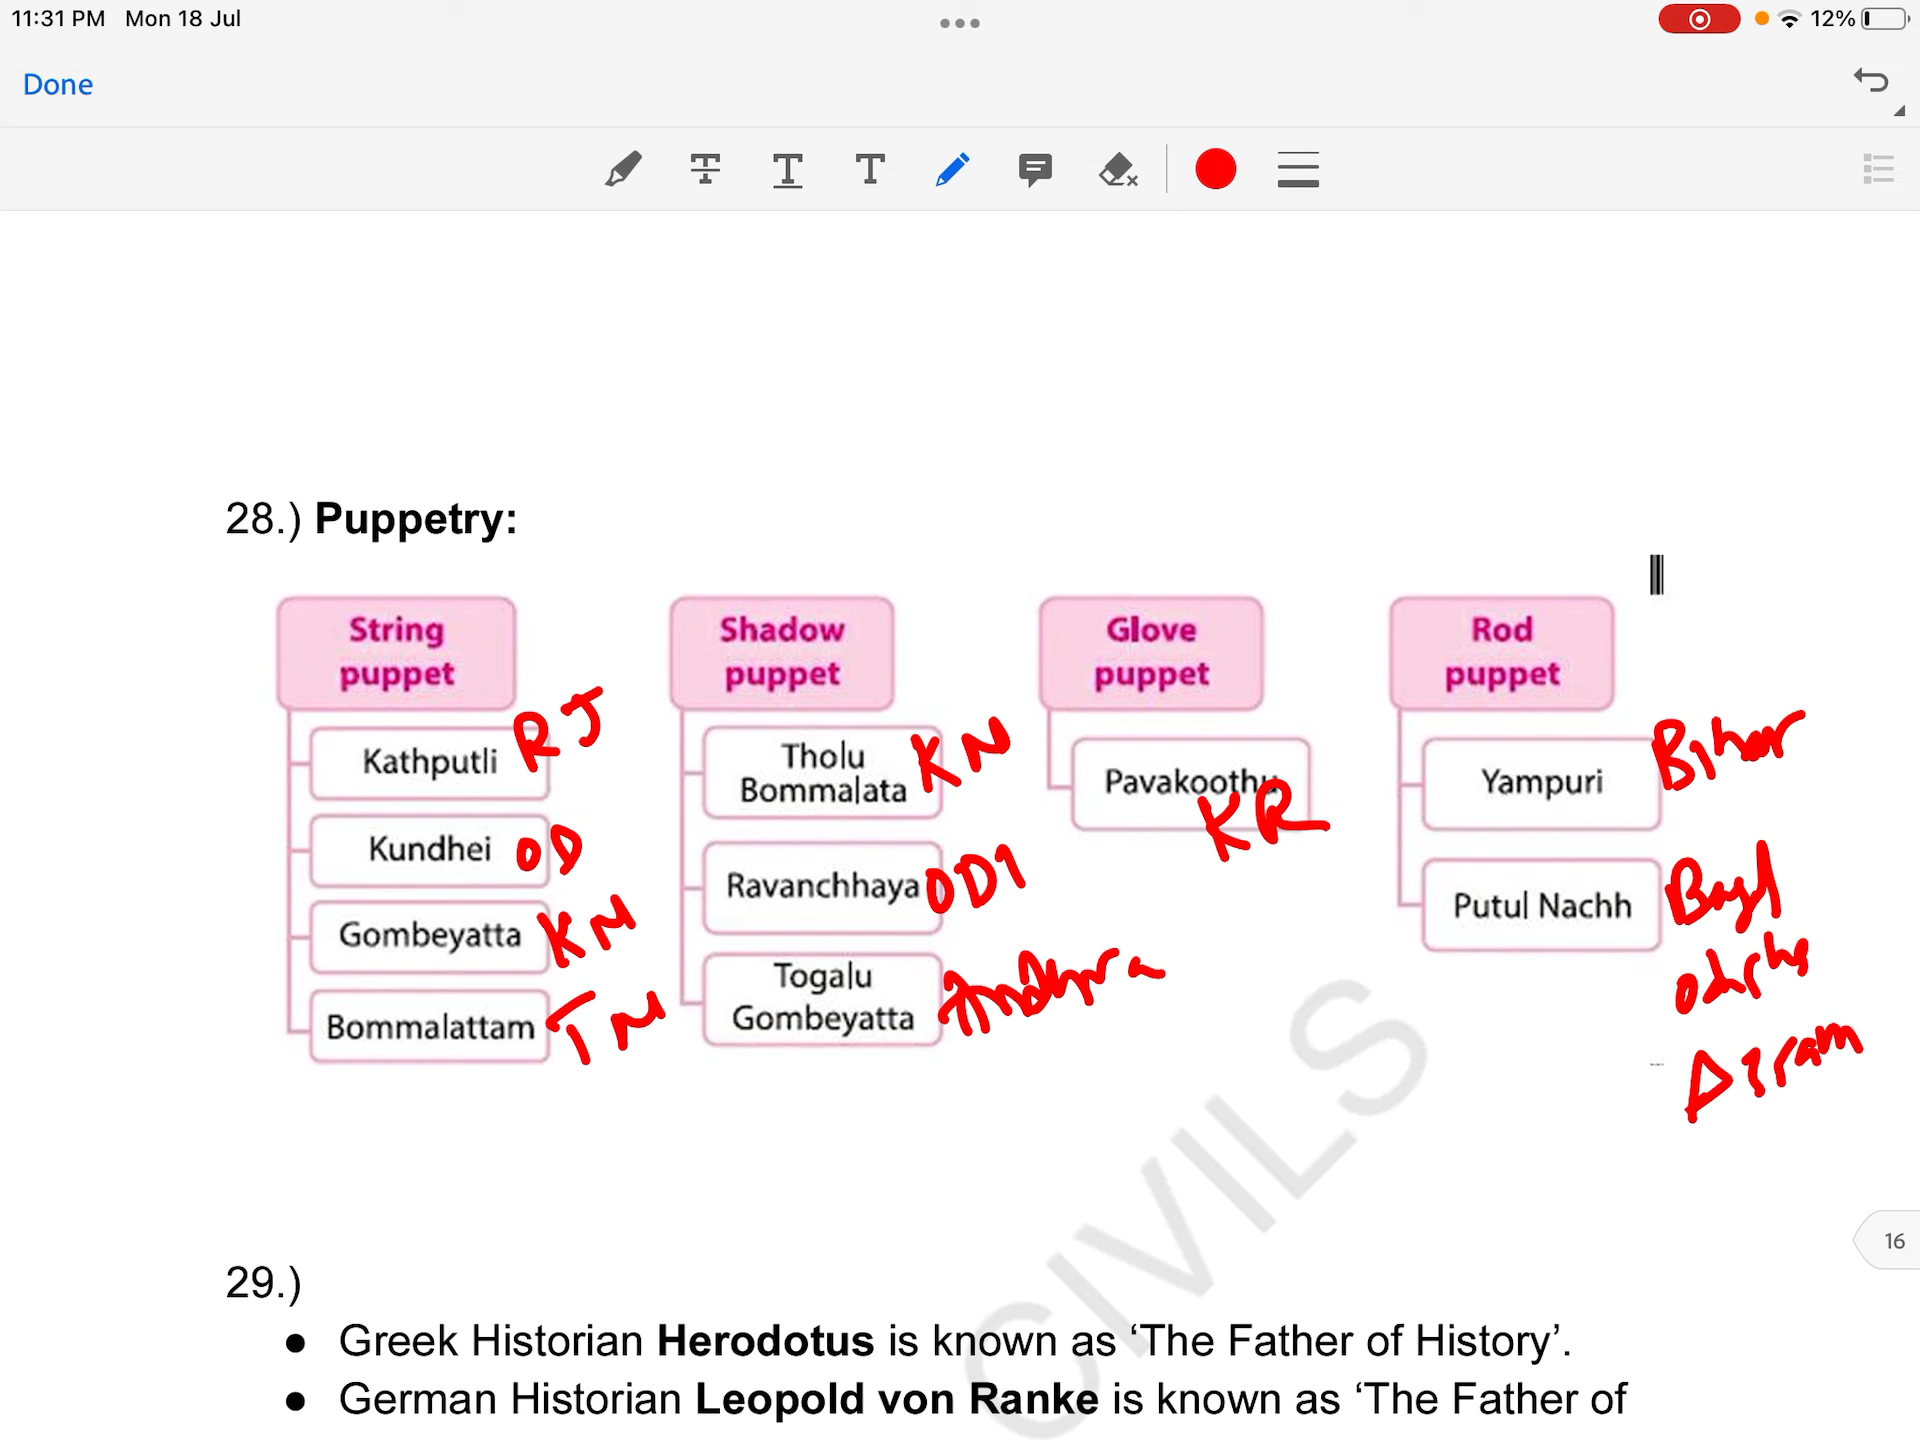 11:31 PM Mon 18 Jul
12%
Done
28.) Puppetry:
String puppet
Kathputli RJ
Kundhei OD
Gombeyatta KN
Bommalattam TN
Shadow puppet
Tholu
Bommalata KN
Ravanchhaya ODI
Togalu
Gombeyatta Andhra
Glove puppet
Pavakoothu
KR
Rod puppet
Yampuri Bihar
Putul Nachh
Assam
CIVILS
16
29.)
● Greek Historian Herodotus is known as ‘The Father of History’.
● German Historian Leopold von Ranke is known as ‘The Father of